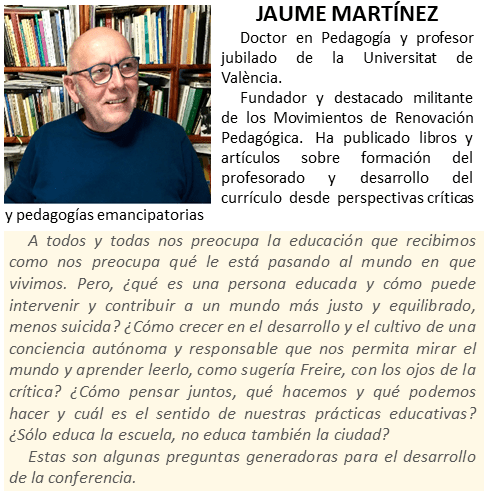 JAUME MARTÍNEZ
Doctor en Pedagogía y profesor
jubilado de la Universitat de
València.
Fundador y destacado militante
de los Movimientos de Renovación
Pedagógica. Ha publicado libros y
artículos sobre formación del
profesorado y desarrollo del
currículo desde perspectivas críticas
y pedagogías emancipatorias
A todos y todas nos preocupa la educación que recibimos
como nos preocupa qué le está pasando al mundo en que
vivimos. Pero, ¿qué es una persona educada y cómo puede
intervenir y contribuir a un mundo más justo y equilibrado,
menos suicida? ¿Cómo crecer en el desarrollo y el cultivo de una
conciencia autónoma y responsable que nos permita mirar el
mundo y aprender leerlo, como sugería Freire, con los ojos de la
crítica? ¿Cómo pensar juntos, qué hacemos y qué podemos
hacer y cuál es el sentido de nuestras prácticas educativas?
¿Sólo educa la escuela, no educa también la ciudad?
Estas son algunas preguntas generadoras para el desarrollo
de la conferencia.